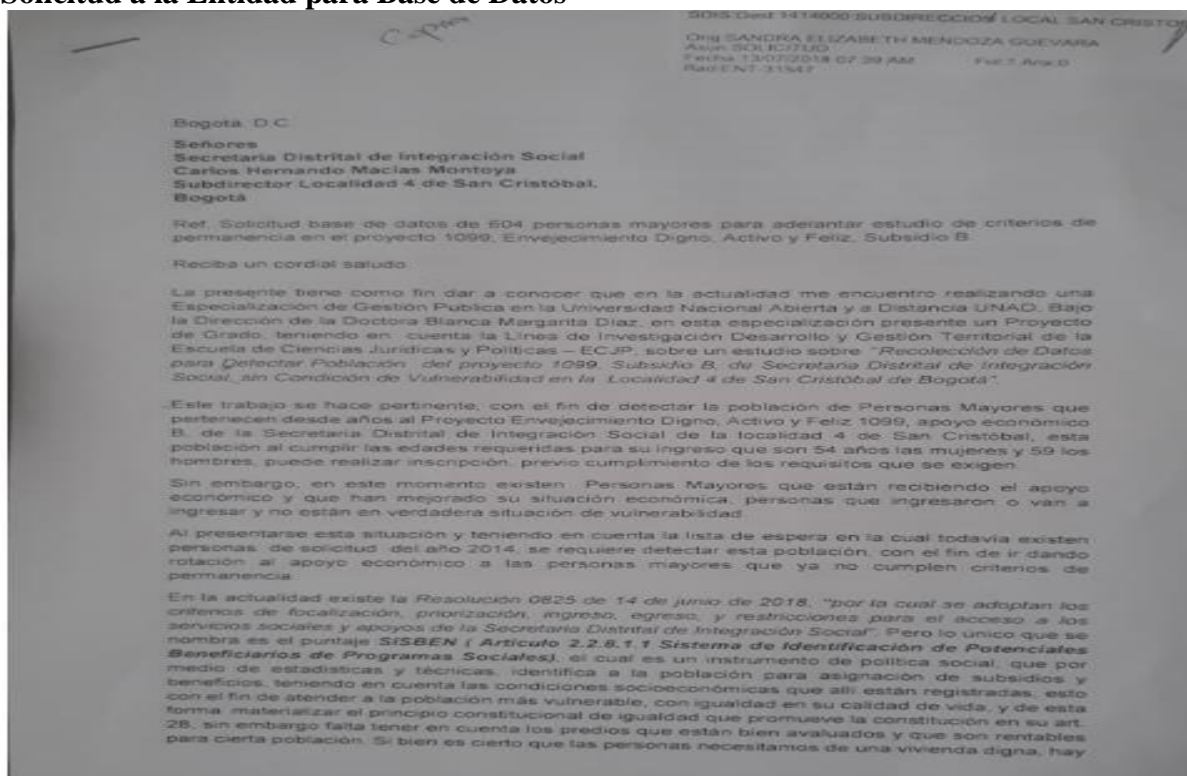 Solicitud a la Entidad para Base de Datos
Copia
SDIS Dest 1414000 SUBDIRECCION LOCAL SAN CRISTO
Orig SANDRA ELIZABETH MENDOZA GUEVARA
Asun SOLICITUD
Fecha 13/07/2018 07:39 AM Fol:1 Anx:0
Rad ENT-31547
Bogotá, D.C.
Señores
Secretaria Distrital de Integración Social
Carlos Hernando Macias Montoya
Subdirector Localidad 4 de San Cristóbal.
Bogotá
Ref. Solicitud base de datos de 604 personas mayores para adelantar estudio de criterios de
permanencia en el proyecto 1099, Envejecimiento Digno, Activo y Feliz, Subsidio B.
Reciba un cordial saludo
La presente tiene como fin dar a conocer que en la actualidad me encuentro realizando una
Especialización de Gestión Publica en la Universidad Nacional Abierta y a Distancia UNAD. Bajo
la Dirección de la Doctora Blanca Margarita Diaz, en esta especialización presente un Proyecto
de Grado, teniendo en cuenta la Línea de Investigación Desarrollo y Gestión Territorial de la
Escuela de Ciencias Jurídicas y Políticas – ECJP, sobre un estudio sobre "Recolección de Datos
para Detectar Población del proyecto 1099, Subsidio B, de Secretaria Distrital de Integración
Social, sin Condición de Vulnerabilidad en la Localidad 4 de San Cristóbal de Bogotá".
Este trabajo se hace pertinente, con el fin de detectar la población de Personas Mayores que
pertenecen desde años al Proyecto Envejecimiento Digno, Activo y Feliz 1099, apoyo económico
B, de la Secretaria Distrital de Integración Social de la localidad 4 de San Cristóbal, esta
población al cumplir las edades requeridas para su ingreso que son 54 años las mujeres y 59 los
hombres, puede realizar inscripción, previo cumplimiento de los requisitos que se exigen.
Sin embargo, en este momento existen Personas Mayores que están recibiendo el apoyo
económico y que han mejorado su situación económica, personas que ingresaron o van a
ingresar y no están en verdadera situación de vulnerabilidad.
Al presentarse esta situación y teniendo en cuenta la lista de espera en la cual todavía existen
personas de solicitud del año 2014, se requiere detectar esta población, con el fin de ir dando
rotación al apoyo económico a las personas mayores que ya no cumplen criterios de
permanencia.
En la actualidad existe la Resolución 0825 de 14 de junio de 2018, "por la cual se adoptan los
criterios de focalización, priorización, ingreso, egreso, y restricciones para el acceso a los
servicios sociales y apoyos de la Secretaria Distrital de Integración Social". Pero lo único que se
nombra es el puntaje SISBEN ( Artículo 2.2.8.1.1 Sistema de Identificación de Potenciales
Beneficiarios de Programas Sociales), el cual es un instrumento de política social, que por
medio de estadísticas y técnicas, identifica a la población para asignación de subsidios y
beneficios, teniendo en cuenta las condiciones socioeconómicas que allí están registradas, esto
con el fin de atender a la población más vulnerable, con igualdad en su calidad de vida, y de esta
forma materializar el principio constitucional de igualdad que promueve la constitución en su art.
28, sin embargo falta tener en cuenta los predios que están bien avaluados y que son rentables
para cierta población. Si bien es cierto que las personas necesitamos de una vivienda digna, hay